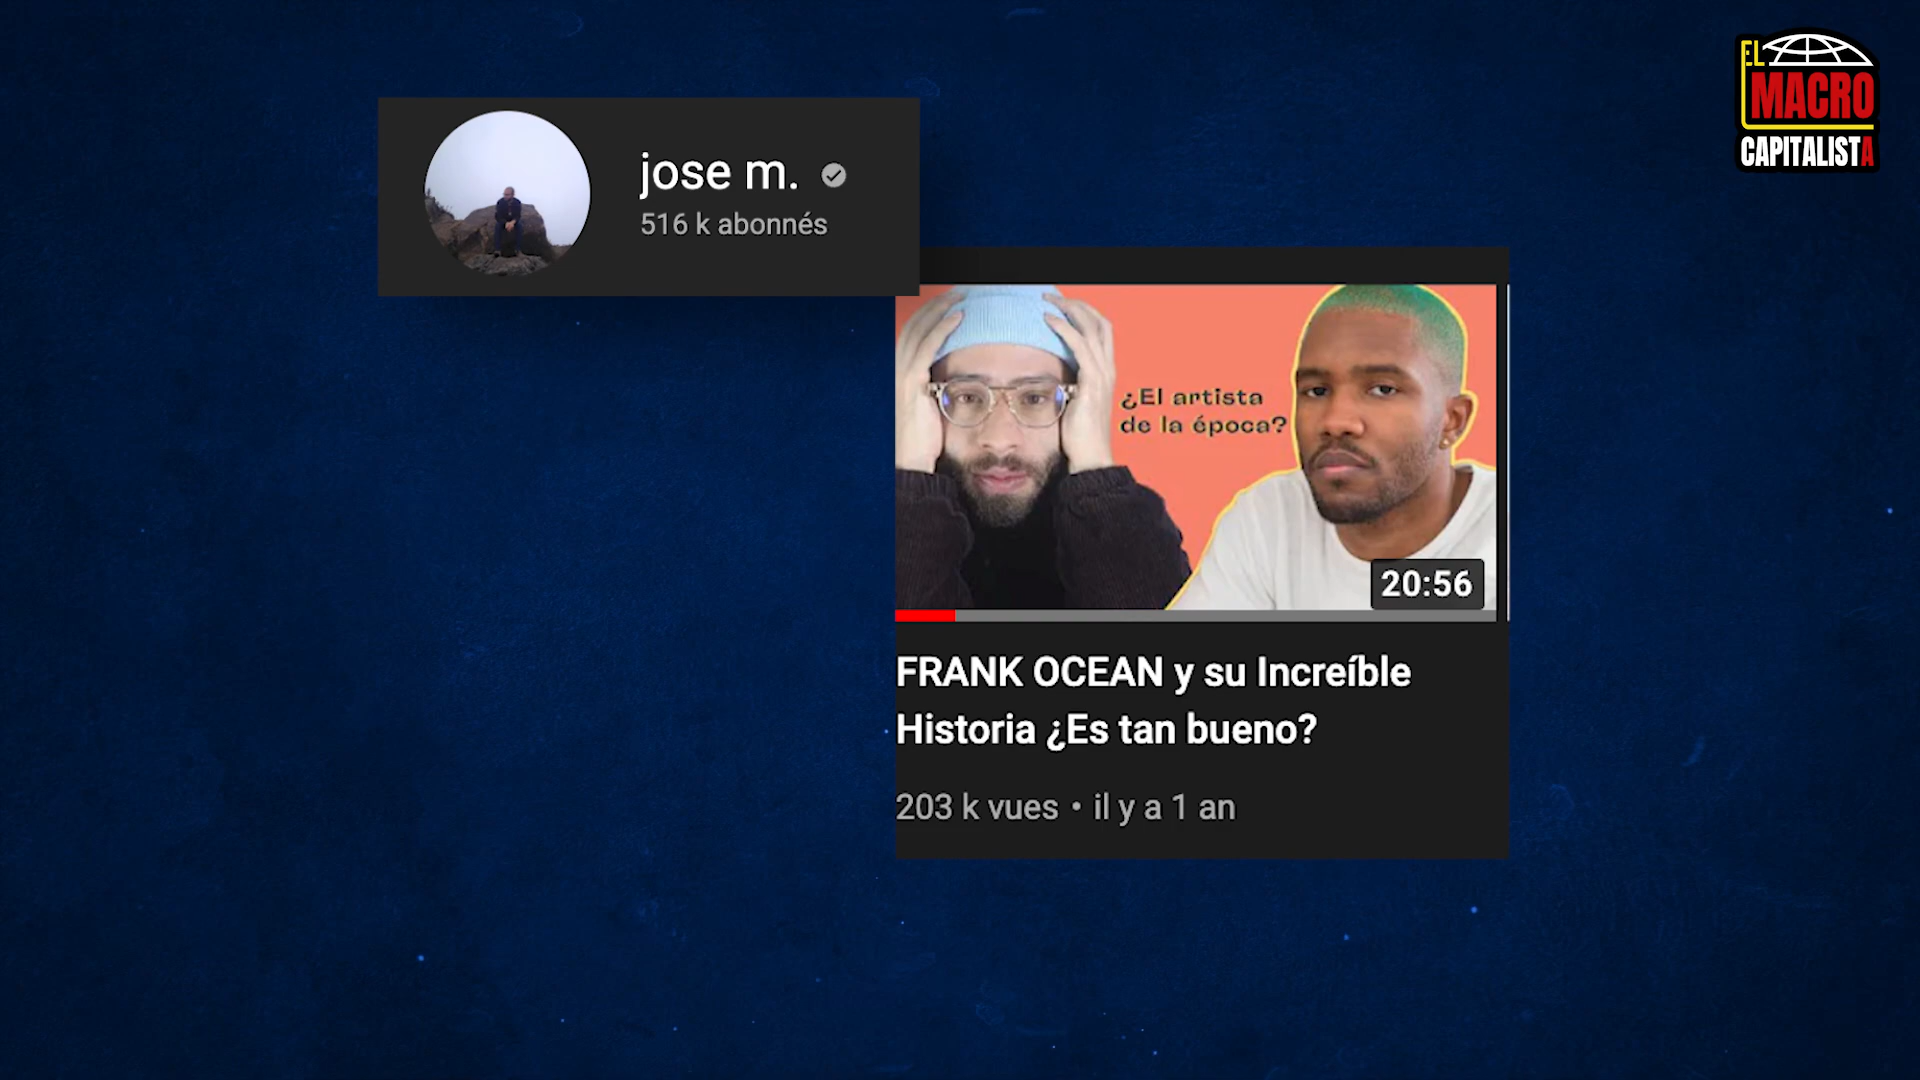 EL
MACRO
CAPITALISTA
jose m.
516 k abonnés
¿El artista
de la época?
20:56
FRANK OCEAN y su Increíble
Historia ¿Es tan bueno?
203 k vues • il y a 1 an